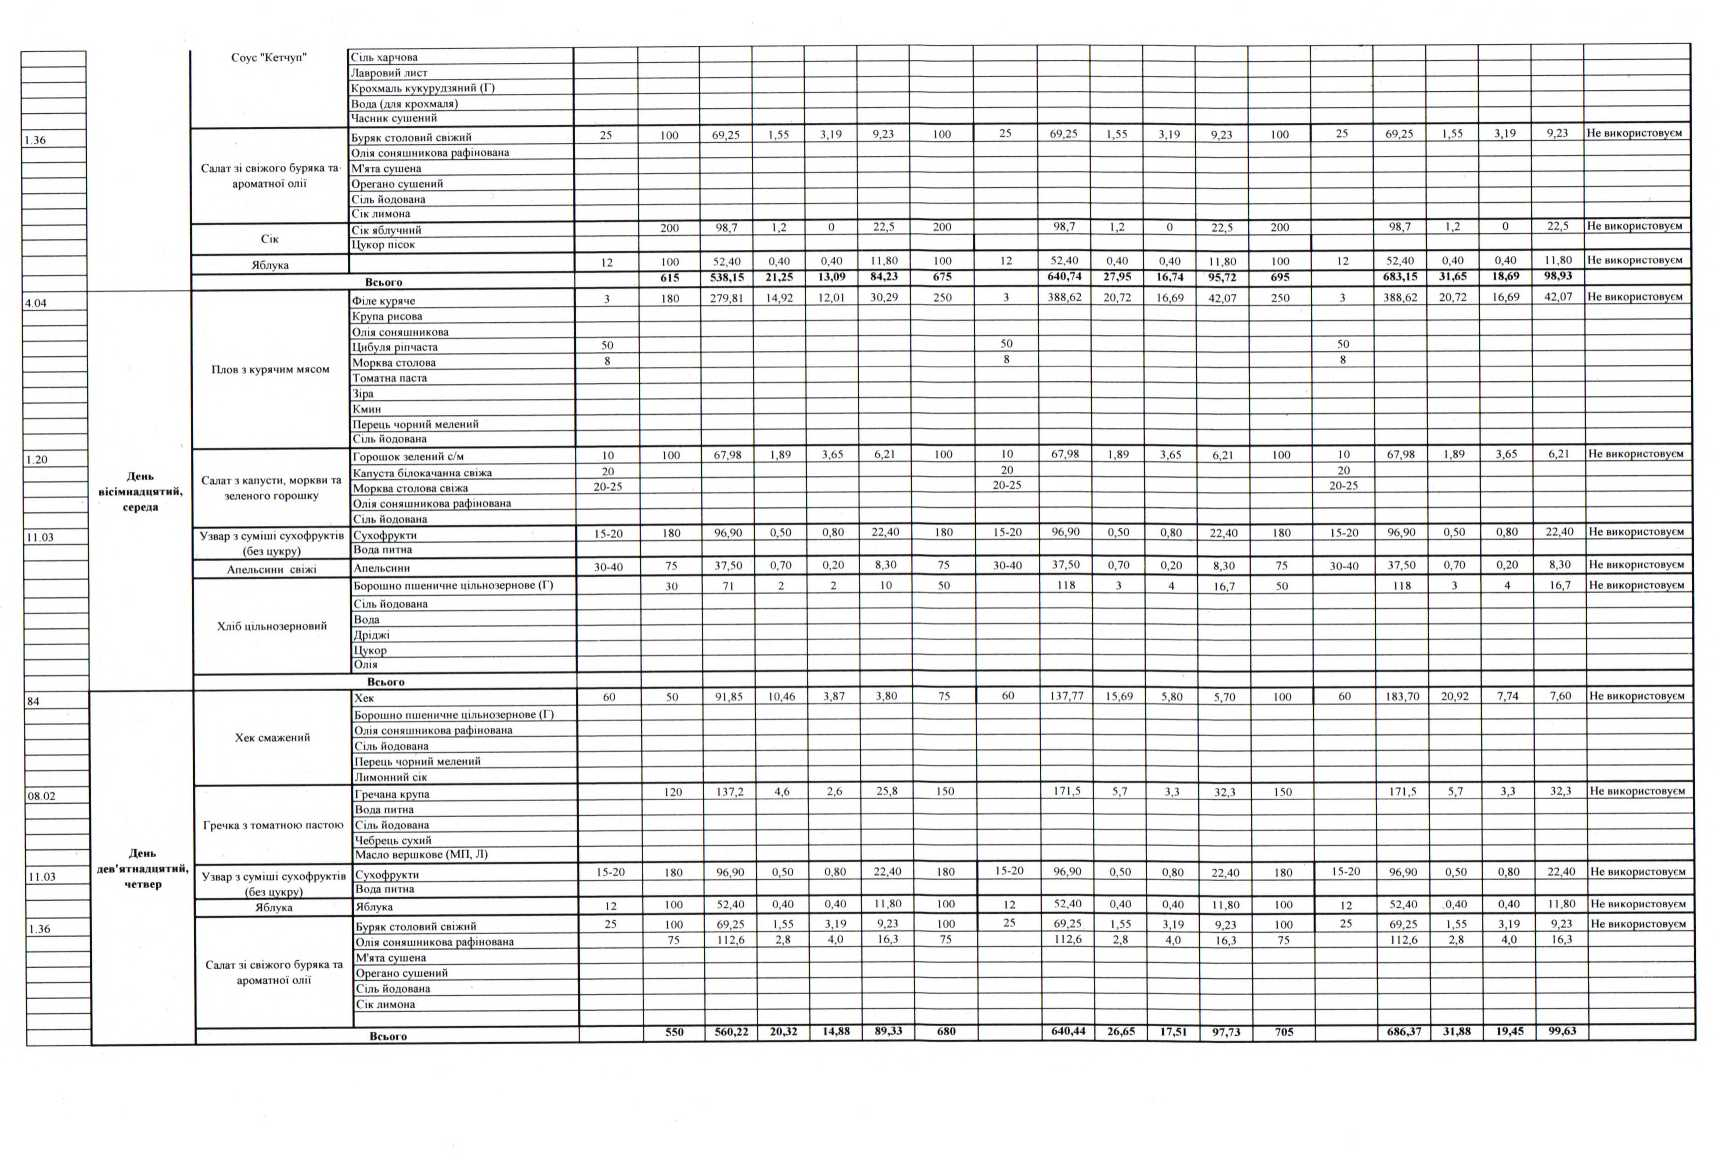 Соус "Кетчуп" Сіль харчова
Лавровий лист
Крохмаль кукурудзяний (Г)
Вода (для крохмаля)
Часник сушений
1.36 Салат зі свіжого буряка та ароматної олії Буряк столовий свіжий 25 100 69,25 1,55 3,19 9,23 100 25 69,25 1,55 3,19 9,23 100 25 69,25 1,55 3,19 9,23 Не використовуєм
Олія соняшникова рафінована
М'ята сушена
Орегано сушений
Сіль йодована
Сік лимона
Сік Сік яблучний 200 98,7 1,2 0 22,5 200 98,7 1,2 0 22,5 200 98,7 1,2 0 22,5 Не використовуєм
Цукор пісок
Яблука 12 100 52,40 0,40 0,40 11,80 100 12 52,40 0,40 0,40 11,80 100 12 52,40 0,40 0,40 11,80 Не використовуєм
Всього 615 538,15 21,25 13,09 84,23 675 640,74 27,95 16,74 95,72 695 683,15 31,65 18,69 98,93
День вісімнадцятий, середа
4.04 Плов з курячим мясом Філе куряче 3 180 279,81 14,92 12,01 30,29 250 3 388,62 20,72 16,69 42,07 250 3 388,62 20,72 16,69 42,07 Не використовуєм
Крупа рисова
Олія соняшникова
Цибуля ріпчаста 50 50 50
Морква столова 8 8 8
Томатна паста
Зіра
Кмин
Перець чорний мелений
Сіль йодована
1.20 Салат з капусти, моркви та зеленого горошку Горошок зелений с/м 10 100 67,98 1,89 3,65 6,21 100 10 67,98 1,89 3,65 6,21 100 10 67,98 1,89 3,65 6,21 Не використовуєм
Капуста білокачанна свіжа 20 20 20
Морква столова свіжа 20-25 20-25 20-25
Олія соняшникова рафінована
Сіль йодована
11.03 Узвар з суміші сухофруктів (без цукру) Сухофрукти 15-20 180 96,90 0,50 0,80 22,40 180 15-20 96,90 0,50 0,80 22,40 180 15-20 96,90 0,50 0,80 22,40 Не використовуєм
Вода питна
Апельсини свіжі Апельсини 30-40 75 37,50 0,70 0,20 8,30 75 30-40 37,50 0,70 0,20 8,30 75 30-40 37,50 0,70 0,20 8,30 Не використовуєм
Хліб цільнозерновий Борошно пшеничне цільнозернове (Г) 30 71 2 2 10 50 118 3 4 16,7 50 118 3 4 16,7 Не використовуєм
Сіль йодована
Вода
Дріджі
Цукор
Олія
Всього
День дев'ятнадцятий, четвер
84 Хек смажений Хек 60 50 91,85 10,46 3,87 3,80 75 60 137,77 15,69 5,80 5,70 100 60 183,70 20,92 7,74 7,60 Не використовуєм
Борошно пшеничне цільнозернове (Г)
Олія соняшникова рафінована
Сіль йодована
Перець чорний мелений
Лимонний сік
08.02 Гречка з томатною пастою Гречана крупа 120 137,2 4,6 2,6 25,8 150 171,5 5,7 3,3 32,3 150 171,5 5,7 3,3 32,3 Не використовуєм
Вода питна
Сіль йодована
Чебрець сухий
Масло вершкове (МП, Л)
11.03 Узвар з суміші сухофруктів (без цукру) Сухофрукти 15-20 180 96,90 0,50 0,80 22,40 180 15-20 96,90 0,50 0,80 22,40 180 15-20 96,90 0,50 0,80 22,40 Не використовуєм
Вода питна
Яблука Яблука 12 100 52,40 0,40 0,40 11,80 100 12 52,40 0,40 0,40 11,80 100 12 52,40 0,40 0,40 11,80 Не використовуєм
1.36 Салат зі свіжого буряка та ароматної олії Буряк столовий свіжий 25 100 69,25 1,55 3,19 9,23 100 25 69,25 1,55 3,19 9,23 100 25 69,25 1,55 3,19 9,23 Не використовуєм
Олія соняшникова рафінована 75 112,6 2,8 4,0 16,3 75 112,6 2,8 4,0 16,3 75 112,6 2,8 4,0 16,3
М'ята сушена
Орегано сушений
Сіль йодована
Сік лимона
Всього 550 560,22 20,32 14,88 89,33 680 640,44 26,65 17,51 97,73 705 686,37 31,88 19,45 99,63